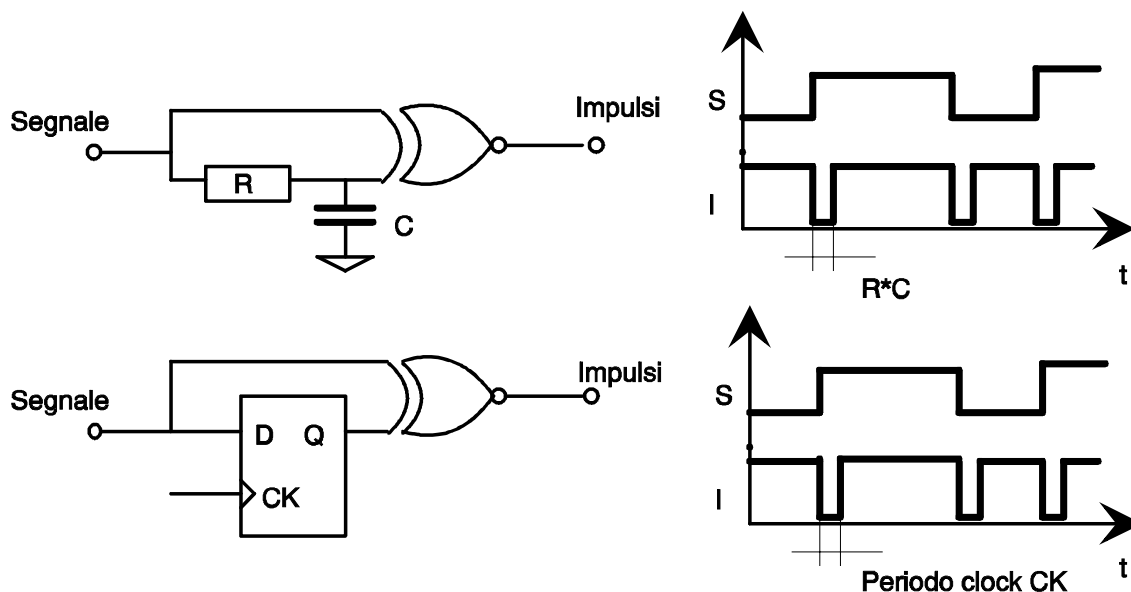 Segnale
R
C
Impulsi
S
I
R*C
t
Segnale
D Q
CK
Impulsi
S
I
Periodo clock CK
t